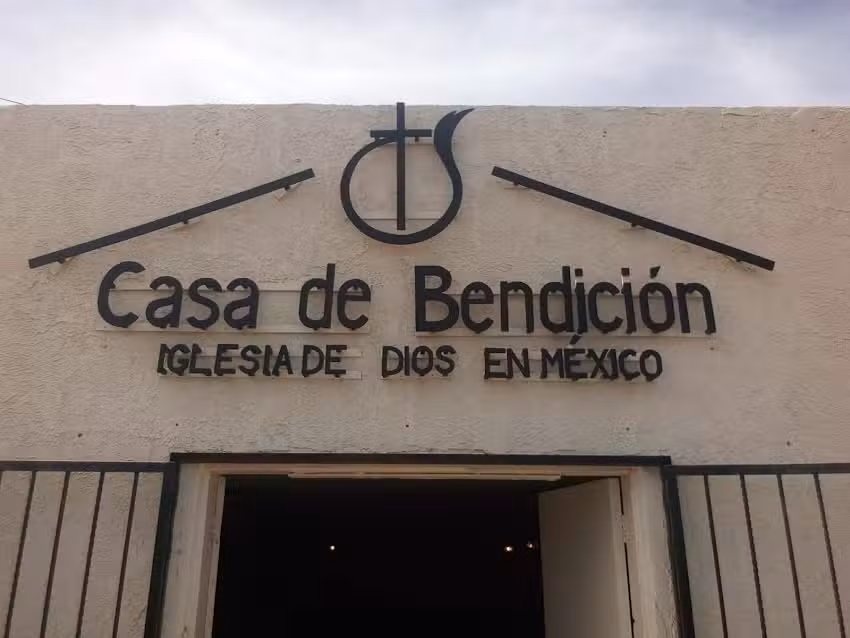 Casa de Bendición
IGLESIA DE DIOS EN MÉXICO